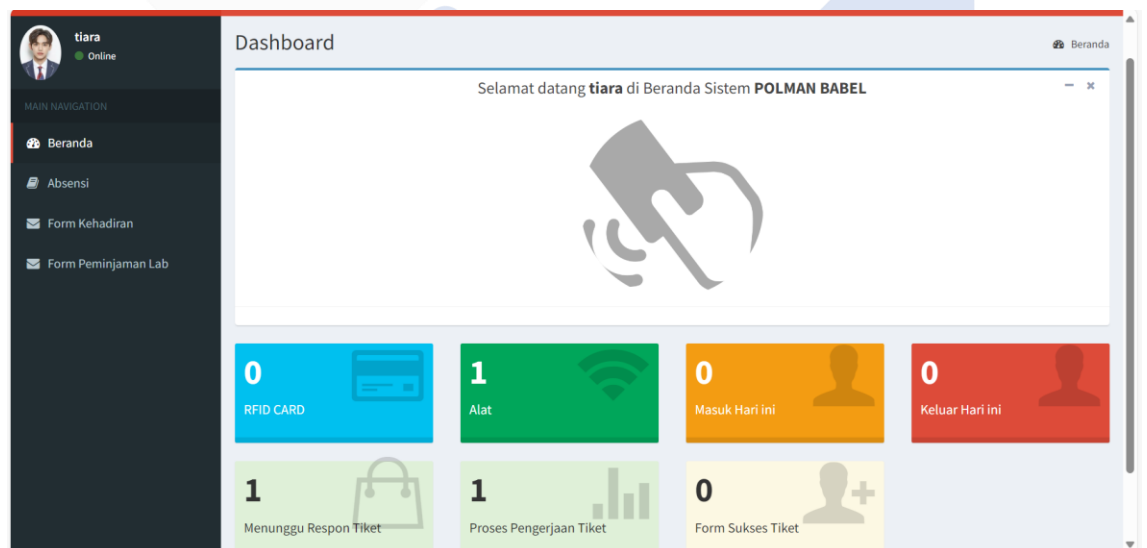 tiara
Online
MAIN NAVIGATION
Beranda
Absensi
Form Kehadiran
Form Peminjaman Lab
Dashboard
Beranda
Selamat datang tiara di Beranda Sistem POLMAN BABEL
0
RFID CARD
1
Alat
0
Masuk Hari ini
0
Keluar Hari ini
1
Menunggu Respon Tiket
1
Proses Pengerjaan Tiket
0
Form Sukses Tiket